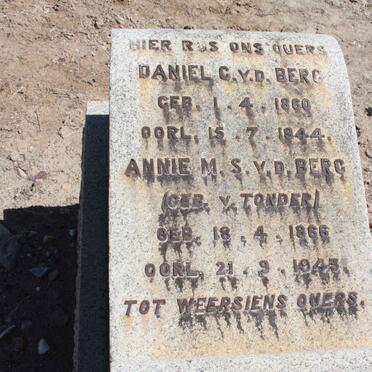 HIER RUS ONS OUERS
DANIEL C. V.D. BERG
GEB. 1. 4. 1860
OORL. 15. 7. 1944.
ANNIE M. S. V.D. BERG
(GEB. V. TONDER)
GEB. 18. 4. 1866
OORL. 21. 9. 1945.
TOT WEERSIENS OUERS.